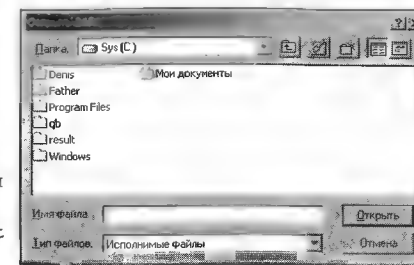 Папка: Sys (C)
Denis
Мои документы
Father
Program Files
qb
result
Windows
Имя файла:
Открыть
Тип файлов: Исполнимые файлы
Отмена